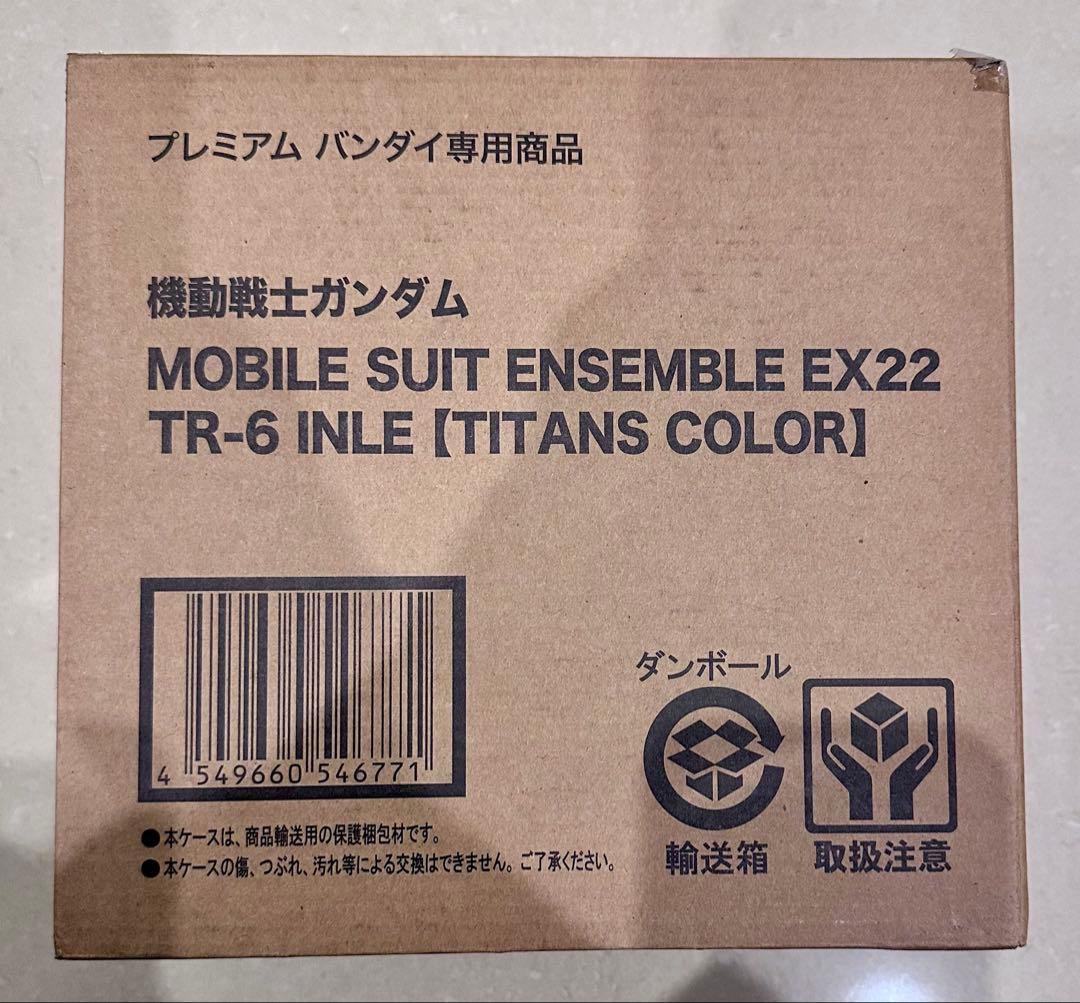 プレミアム バンダイ専用商品
機動戦士ガンダム
MOBILE SUIT ENSEMBLE EX22
TR-6 INLE【TITANS COLOR】
4 549660 546771
ダンボール
輸送箱
取扱注意
●本ケースは、商品輸送用の保護梱包材です。
●本ケースの傷、つぶれ、汚れ等による交換はできません。ご了承ください。